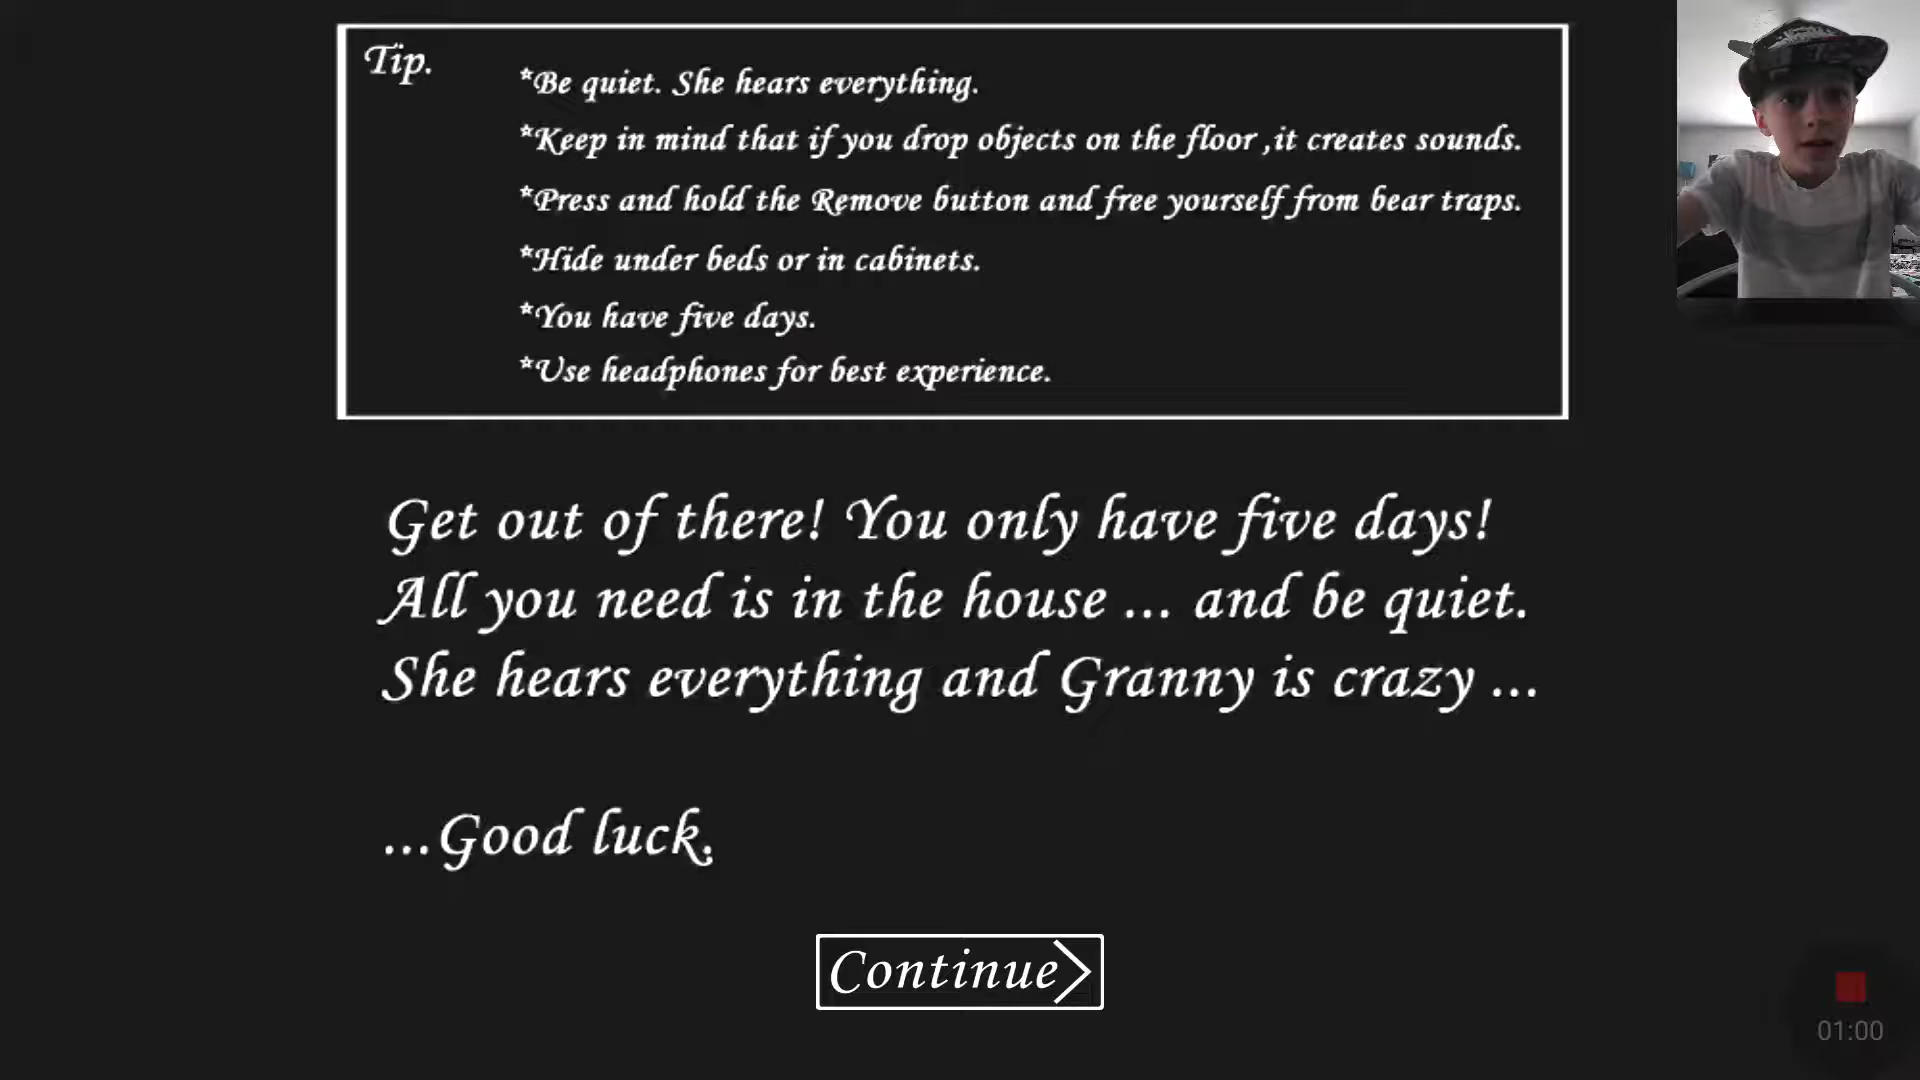 Tip.
*Be quiet. She hears everything.
*Keep in mind that if you drop objects on the floor ,it creates sounds.
*Press and hold the Remove button and free yourself from bear traps.
*Hide under beds or in cabinets.
*You have five days.
*Use headphones for best experience.
Get out of there! You only have five days!
All you need is in the house ... and be quiet.
She hears everything and Granny is crazy ...
...Good luck.
Continue
01:00